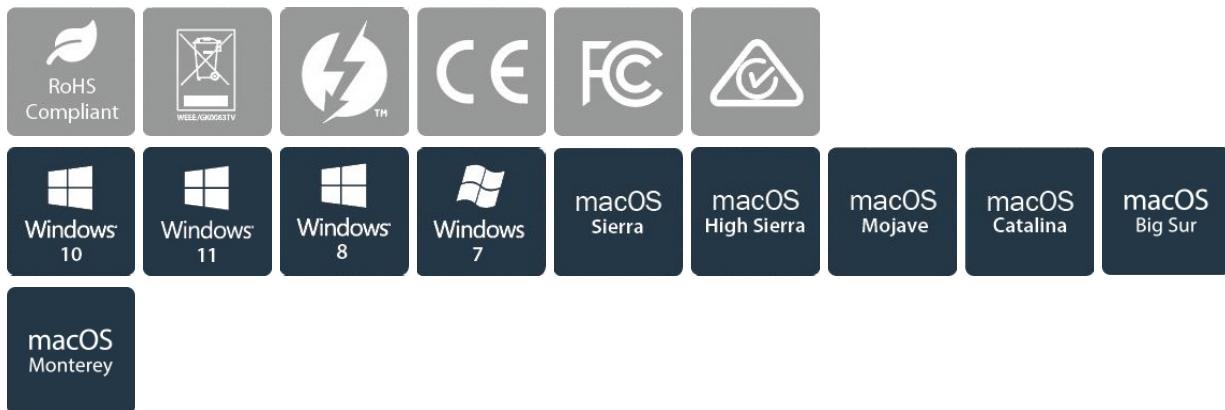 RoHS
Compliant
WEEE/GK0063TV
TM
CE
FC
Windows
10
Windows
11
Windows
8
Windows
7
macOS
Sierra
macOS
High Sierra
macOS
Mojave
macOS
Catalina
macOS
Big Sur
macOS
Monterey